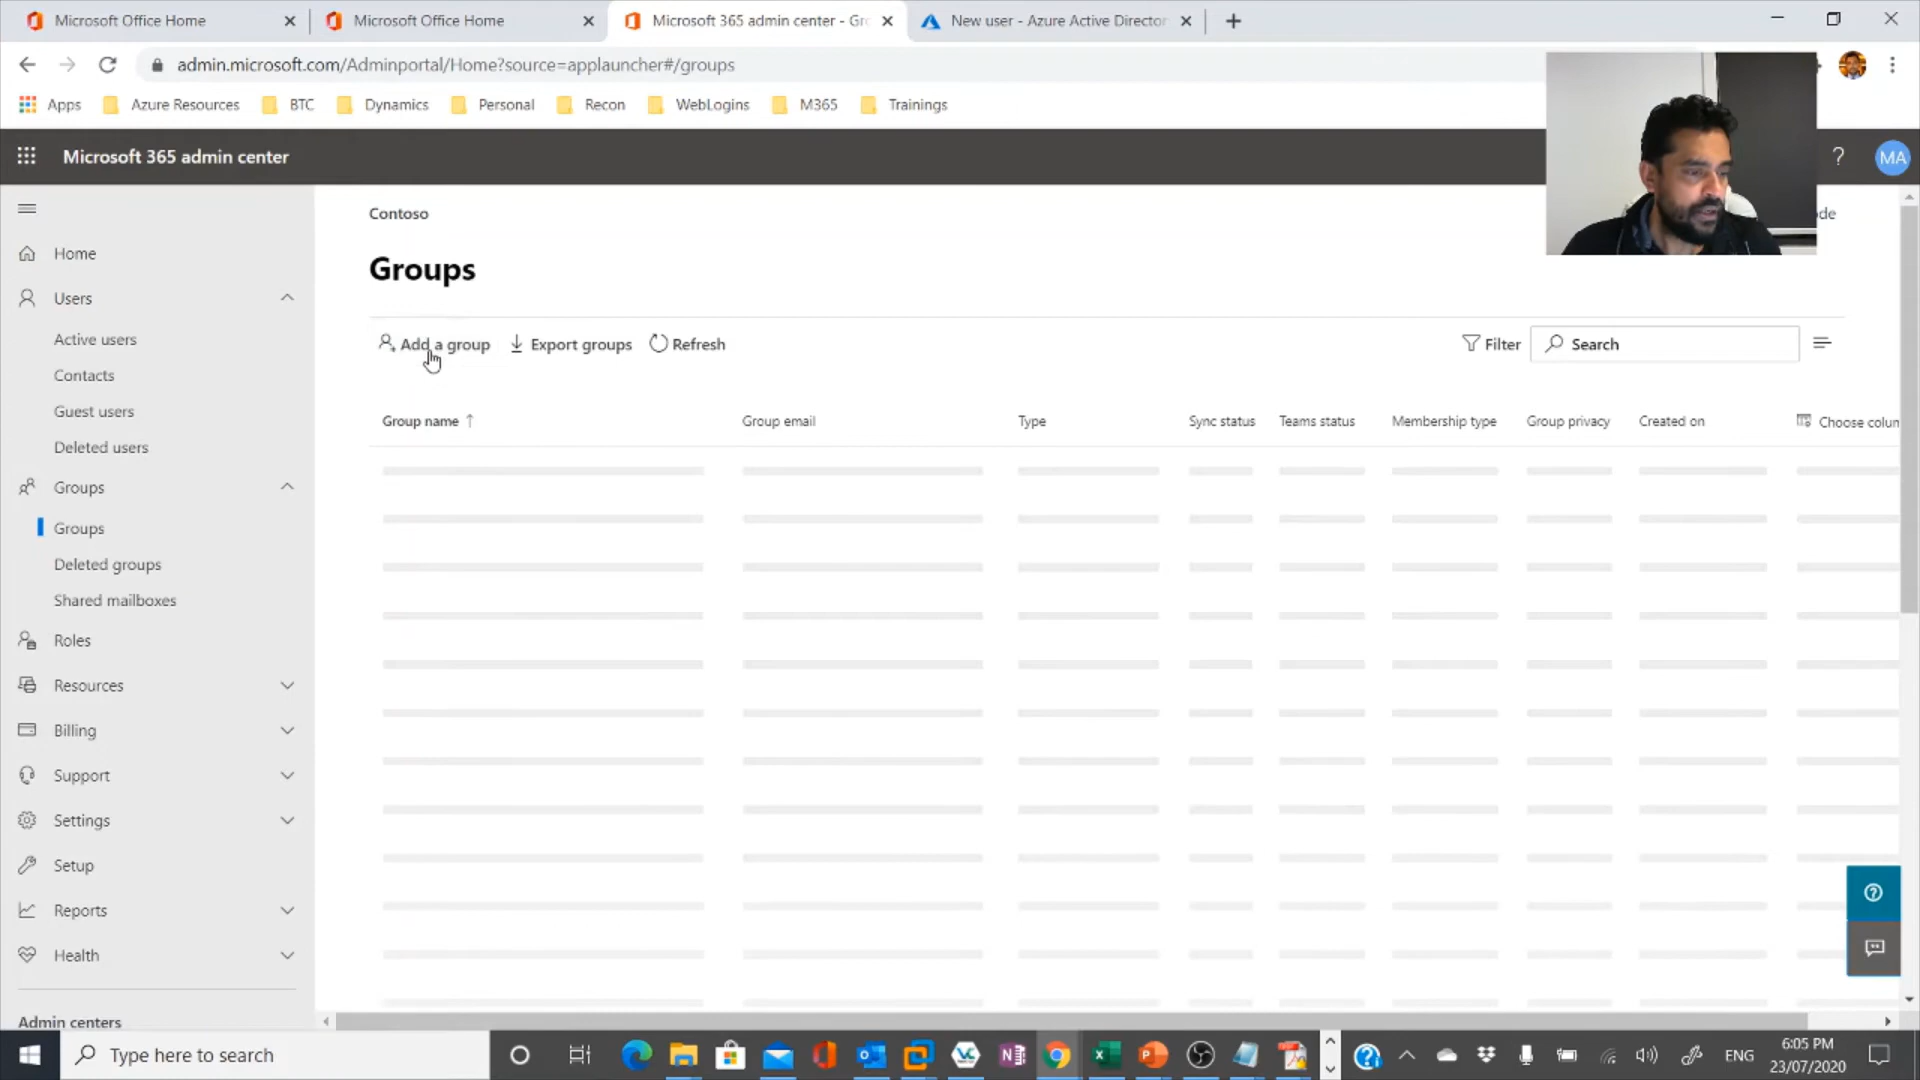 Microsoft Office Home
Microsoft Office Home
Microsoft 365 admin center - Gr
New user - Azure Active Director
admin.microsoft.com/Adminportal/Home?source=applauncher#/groups
Apps
Azure Resources
BTC
Dynamics
Personal
Recon
WebLogins
M365
Trainings
Microsoft 365 admin center
?
MA
Home
Users
Active users
Contacts
Guest users
Deleted users
Groups
Groups
Deleted groups
Shared mailboxes
Roles
Resources
Billing
Support
Settings
Setup
Reports
Health
Admin centers
Contoso
de
Groups
Add a group
Export groups
Refresh
Filter
Search
Group name ↑
Group email
Type
Sync status
Teams status
Membership type
Group privacy
Created on
Choose colum
Type here to search
ENG
6:05 PM
23/07/2020